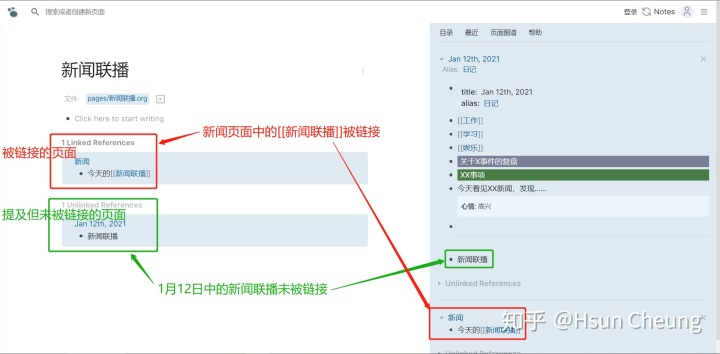 搜索或者创建新页面
登录
Notes
新闻联播
文件:
pages/新闻联播.org
Click here to start writing
1 Linked References
被链接的页面
新闻
今天的[[新闻联播]]
1 Unlinked References
提及但未被链接的页面
Jan 12th, 2021
新闻联播
新闻页面中的[[新闻联播]]被链接
1月12日中的新闻联播未被链接
目录 最近 页面图谱 帮助
Jan 12th, 2021
Alias: 日记
title: Jan 12th, 2021
alias: 日记
[[工作]]
[[学习]]
[[娱乐]]
关于X事件的复盘
XX事项
今天看见XX新闻，发现……
心情: 高兴
新闻联播
Unlinked References
新闻
今天的[[新闻联播]]
Unlinked References
知乎 @Hsun Cheung